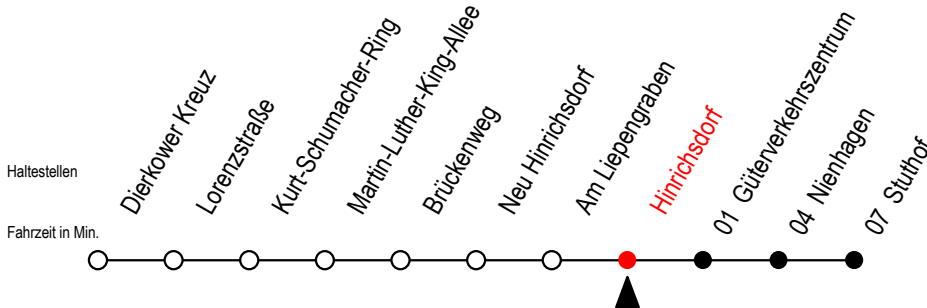 Haltestellen
Fahrzeit in Min.
Dierkower Kreuz
Lorenzstraße
Kurt-Schumacher-Ring
Martin-Luther-King-Allee
Brückenweg
Neu Hinrichsdorf
Am Liepengraben
Hinrichsdorf
01 Güterverkehrszentrum
04 Nienhagen
07 Stuthof